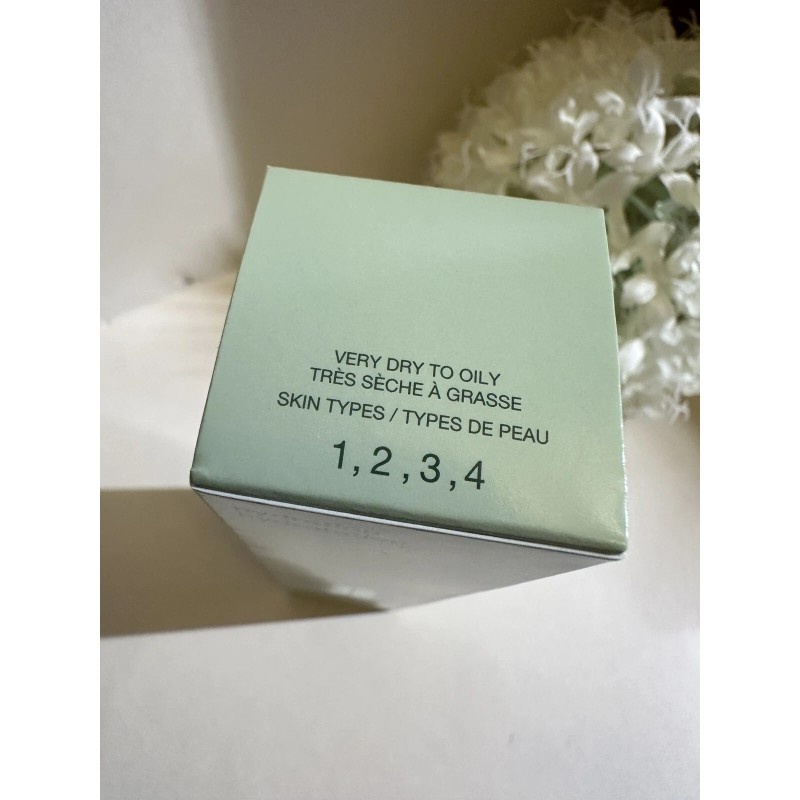 VERY DRY TO OILY
TRÈS SÈCHE À GRASSE
SKIN TYPES / TYPES DE PEAU
1,2,3,4